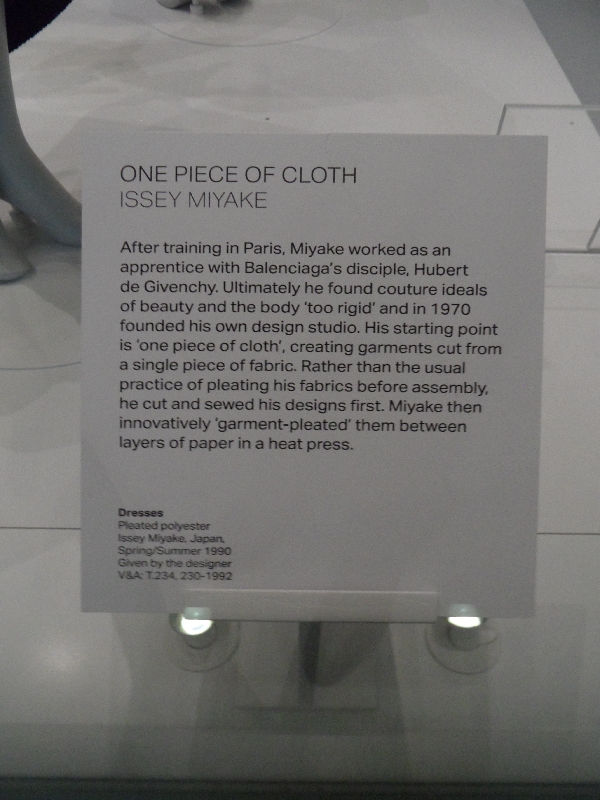 ONE PIECE OF CLOTH
ISSEY MIYAKE
After training in Paris, Miyake worked as an
apprentice with Balenciaga's disciple, Hubert
de Givenchy. Ultimately he found couture ideals
of beauty and the body 'too rigid' and in 1970
founded his own design studio. His starting point
is 'one piece of cloth', creating garments cut from
a single piece of fabric. Rather than the usual
practice of pleating his fabrics before assembly,
he cut and sewed his designs first. Miyake then
innovatively 'garment-pleated' them between
layers of paper in a heat press.
Dresses
Pleated polyester
Issey Miyake, Japan,
Spring/Summer 1990
Given by the designer
V&A: T.234, 230-1992